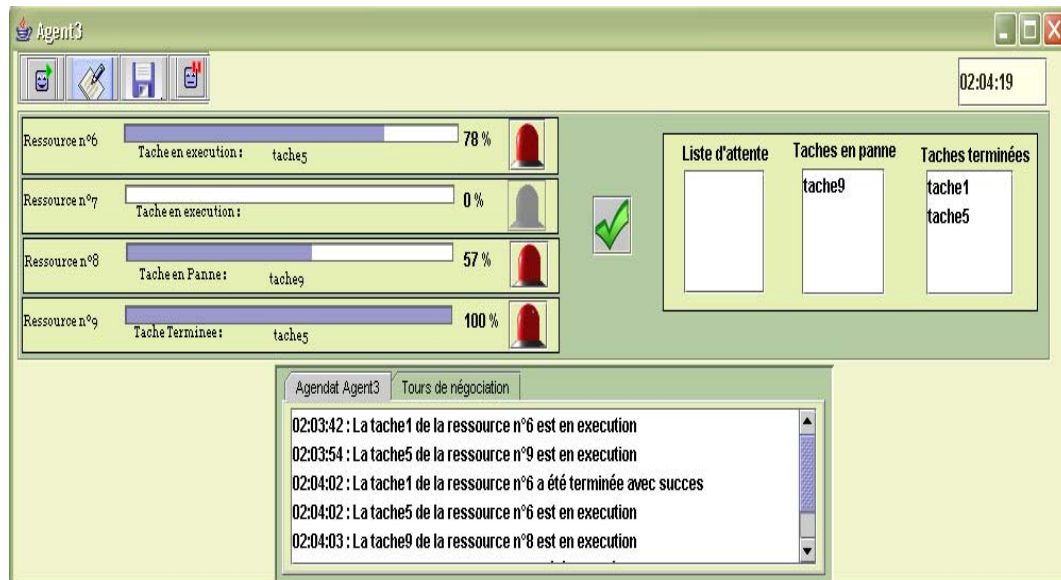 Agent3
02:04:19
Ressource n°6
78 %
Tache en execution : tache5
Ressource n°7
0 %
Tache en execution :
Ressource n°8
57 %
Tache en Panne : tache9
Ressource n°9
100 %
Tache Terminee : tache5
Liste d'attente
Taches en panne
tache9
Taches terminées
tache1
tache5
Agendat Agent3
Tours de négociation
02:03:42 : La tache1 de la ressource n°6 est en execution
02:03:54 : La tache5 de la ressource n°9 est en execution
02:04:02 : La tache1 de la ressource n°6 a été terminée avec succes
02:04:02 : La tache5 de la ressource n°6 est en execution
02:04:03 : La tache9 de la ressource n°8 est en execution